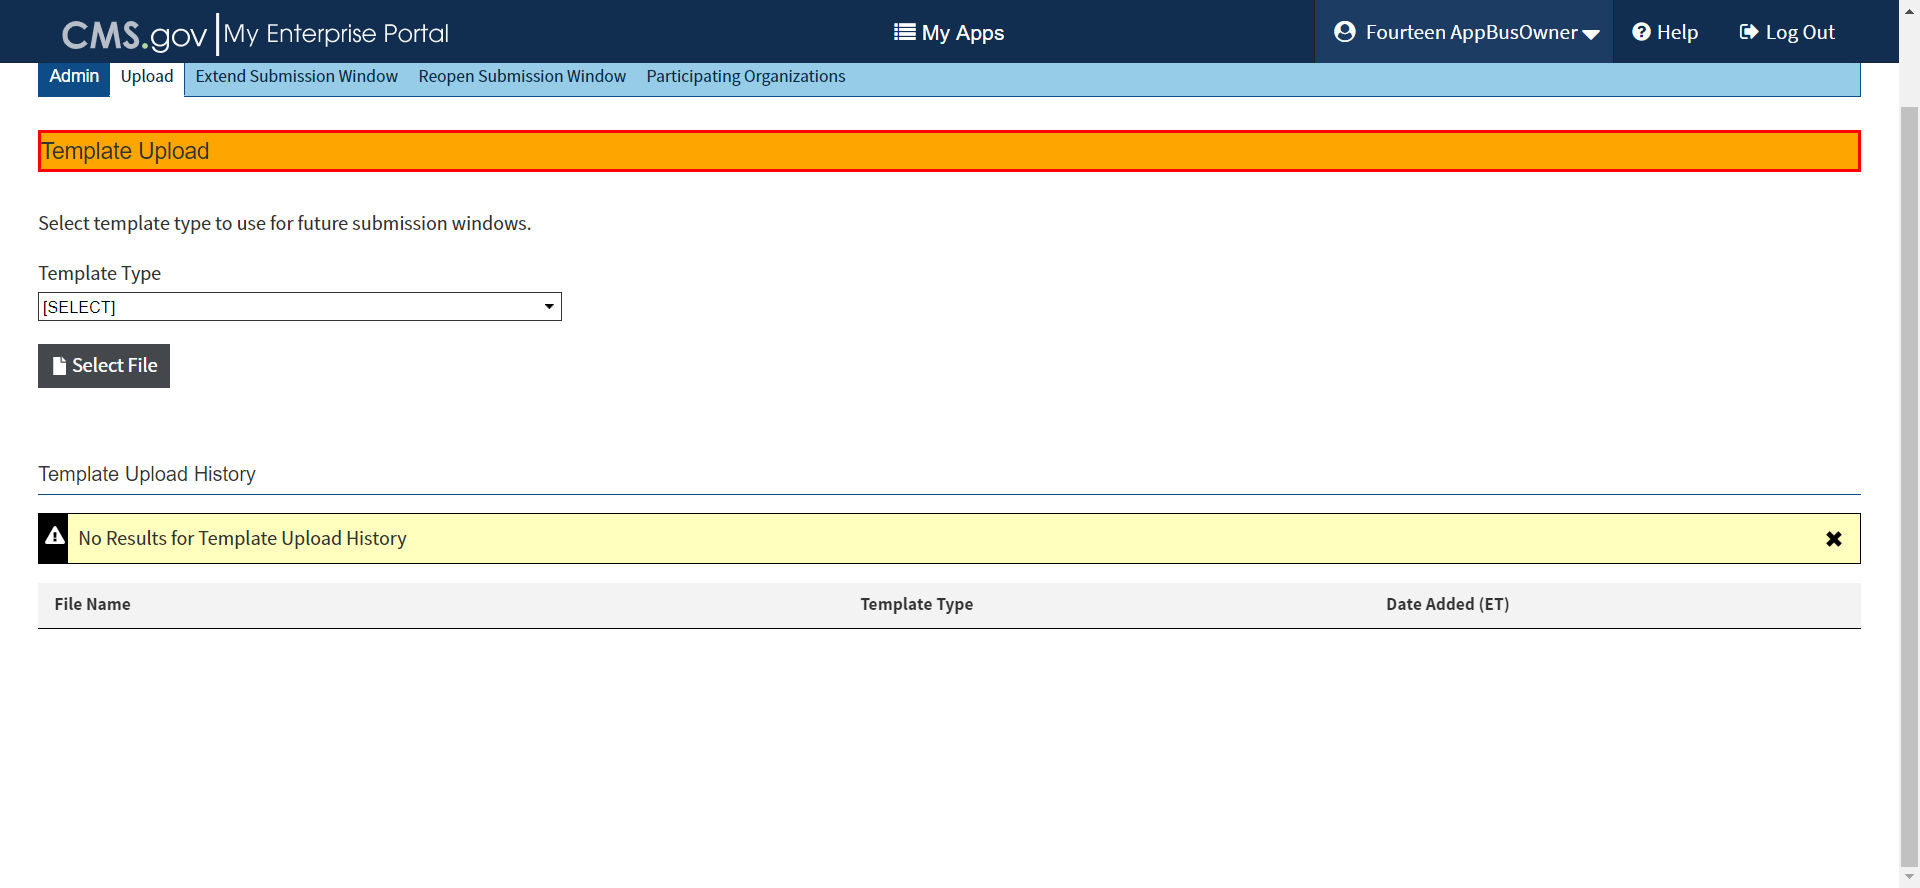 CMS.gov My Enterprise Portal My Apps Fourteen AppBusOwner Help Log Out
Admin Upload Extend Submission Window Reopen Submission Window Participating Organizations
Template Upload
Select template type to use for future submission windows.
Template Type
[SELECT]
Select File
Template Upload History
No Results for Template Upload History
File Name Template Type Date Added (ET)